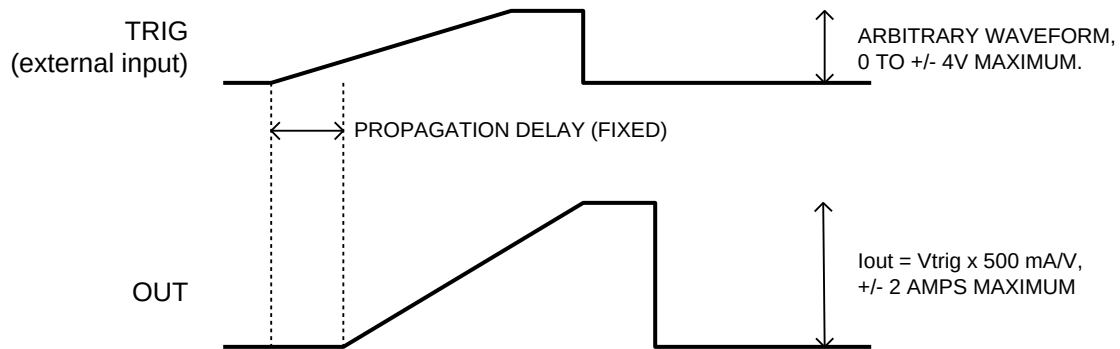 TRIG
(external input)
ARBITRARY WAVEFORM,
0 TO +/- 4V MAXIMUM.
PROPAGATION DELAY (FIXED)
OUT
Iout = Vtrig x 500 mA/V,
+/- 2 AMPS MAXIMUM